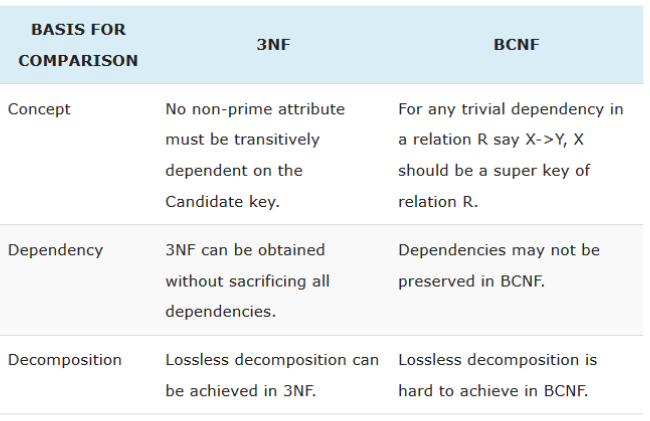 BASIS FOR
COMPARISON
3NF
BCNF
Concept
No non-prime attribute
must be transitively
dependent on the
Candidate key.
For any trivial dependency in
a relation R say X->Y, X
should be a super key of
relation R.
Dependency
3NF can be obtained
without sacrificing all
dependencies.
Dependencies may not be
preserved in BCNF.
Decomposition
Lossless decomposition can
be achieved in 3NF.
Lossless decomposition is
hard to achieve in BCNF.